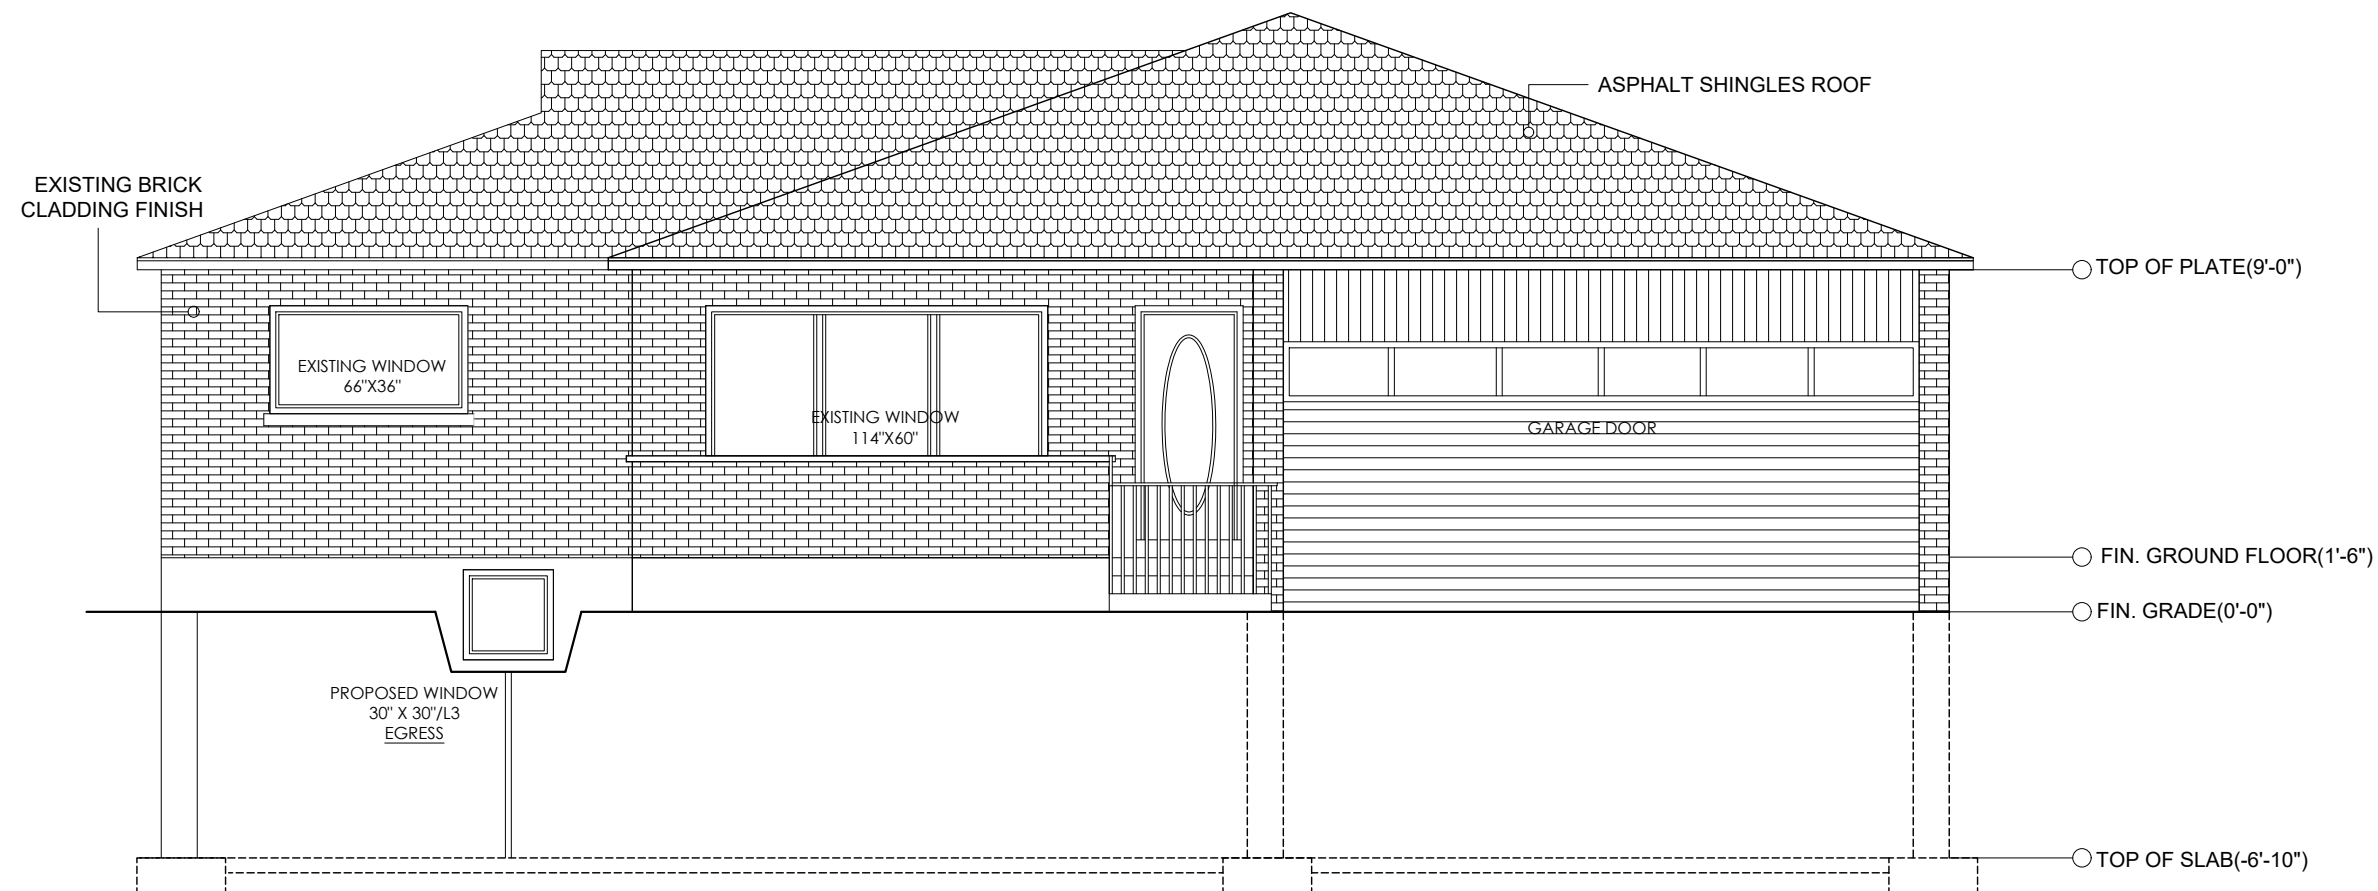 ASPHALT SHINGLES ROOF
EXISTING BRICK
CLADDING FINISH
TOP OF PLATE(9'-0")
EXISTING WINDOW
66"X36"
EXISTING WINDOW
114"X60"
GARAGE DOOR
FIN. GROUND FLOOR(1'-6")
FIN. GRADE(0'-0")
PROPOSED WINDOW
30" X 30"/L3
EGRESS
TOP OF SLAB(-6'-10")